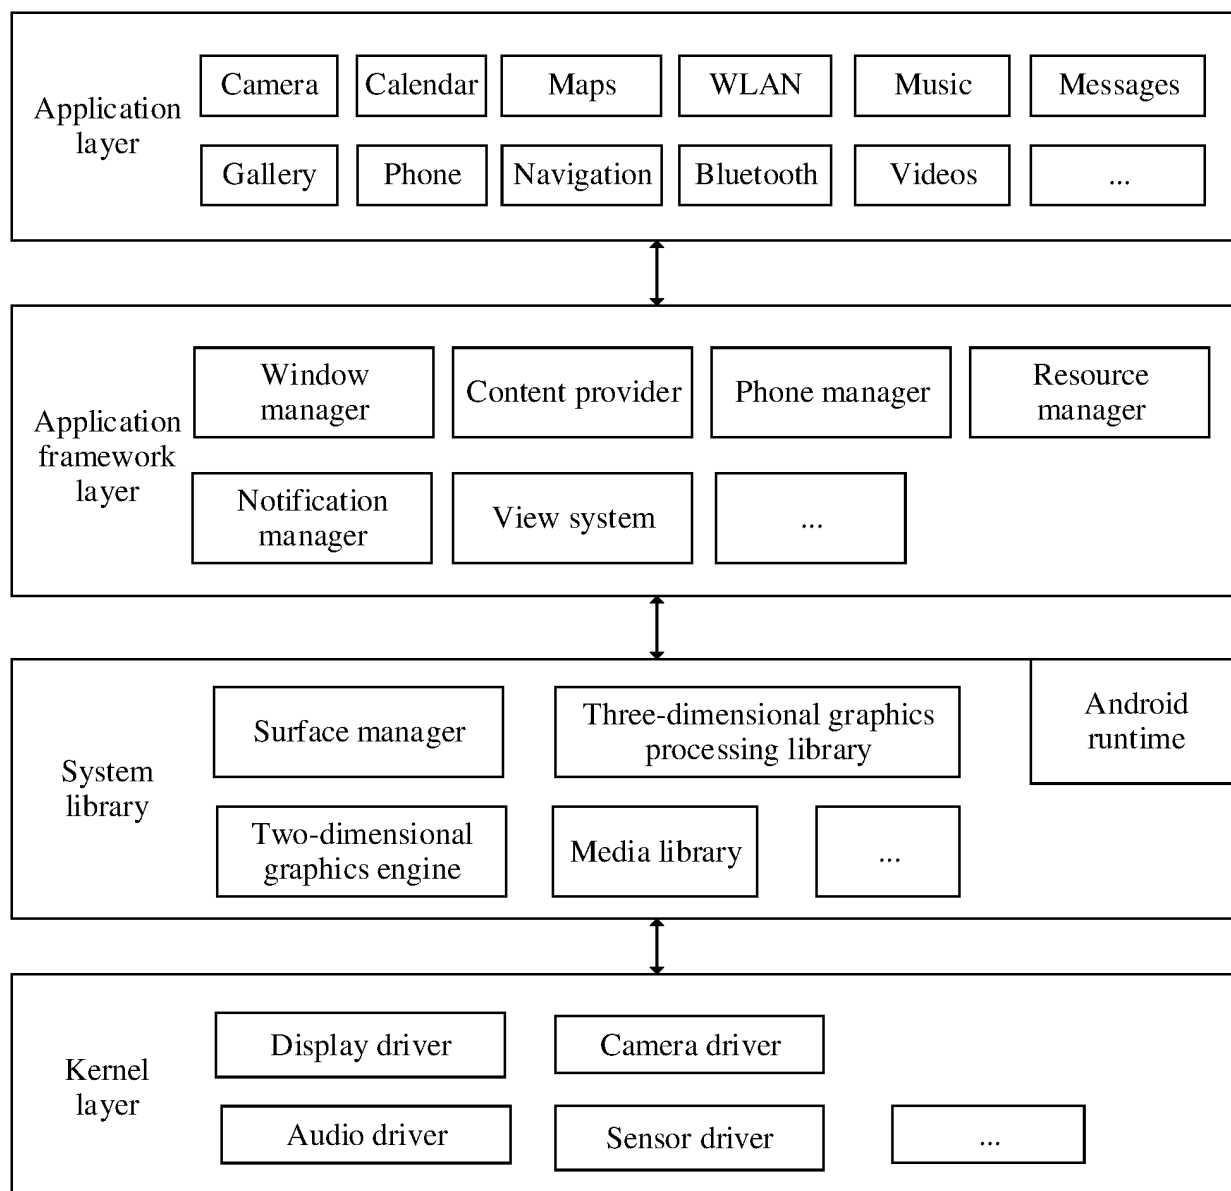 Application
layer
Camera
Calendar
Maps
WLAN
Music
Messages
Gallery
Phone
Navigation
Bluetooth
Videos
...
Application
framework
layer
Window
manager
Content provider
Phone manager
Resource
manager
Notification
manager
View system
...
System
library
Surface manager
Three-dimensional graphics
processing library
Android
runtime
Two-dimensional
graphics engine
Media library
...
Kernel
layer
Display driver
Camera driver
Audio driver
Sensor driver
...